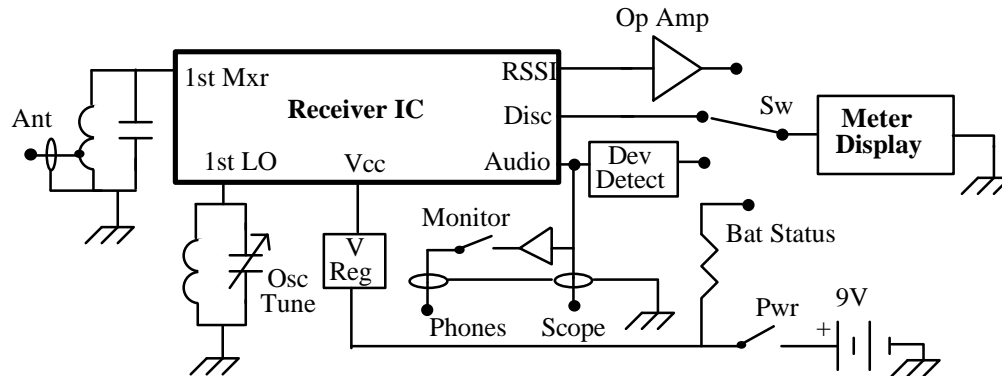 Op Amp
1st Mxr
RSSI
Receiver IC
Sw
Meter
Display
Ant
Disc
1st LO
Vcc
Audio
Dev
Detect
Monitor
Bat Status
V
Reg
Osc
Tune
Phones
Scope
Pwr
9V
+